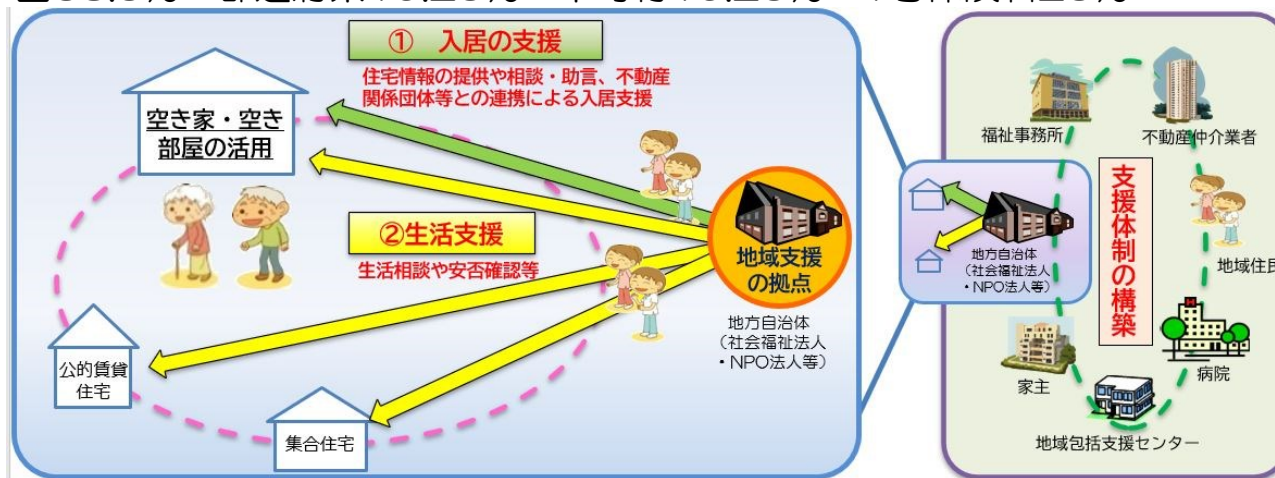 ① 入居の支援
住宅情報の提供や相談・助言、不動産
関係団体等との連携による入居支援
空き家・空き
部屋の活用
②生活支援
生活相談や安否確認等
地域支援
の拠点
地方自治体
（社会福祉法人
・NPO法人等）
公的賃貸
住宅
集合住宅
福祉事務所
不動産仲介業者
支援体制の構築
地方自治体
（社会福祉法人
・NPO法人等）
地域住民
家主
病院
地域包括支援センター